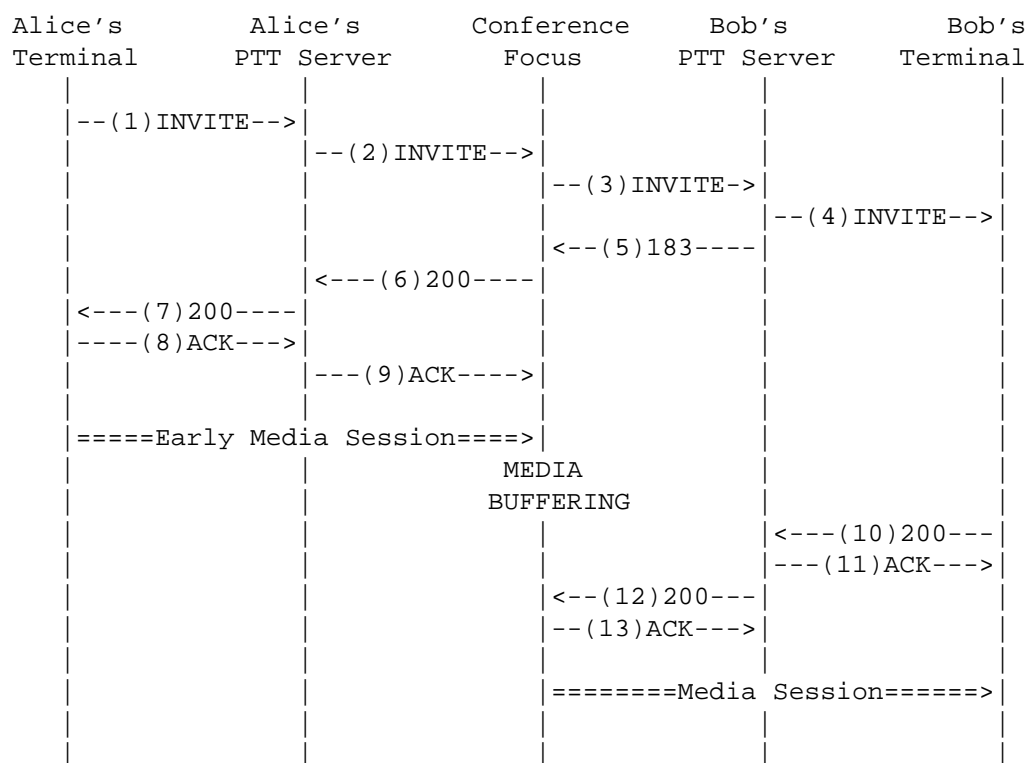 Alice's        Alice's         Conference     Bob's            Bob's
Terminal      PTT Server         Focus      PTT Server    Terminal
   |               |               |              |               |
   |--(1)INVITE-->|               |              |               |
   |               |--(2)INVITE-->|              |               |
   |               |               |--(3)INVITE->|               |
   |               |               |              |--(4)INVITE-->|
   |               |               |<--(5)183----|               |
   |               |<---(6)200----|              |               |
   |<---(7)200----|               |              |               |
   |----(8)ACK--->|               |              |               |
   |               |---(9)ACK---->|              |               |
   |               |               |              |               |
   |=====Early Media Session====>|              |               |
   |               |             MEDIA            |               |
   |               |           BUFFERING          |               |
   |               |               |              |<---(10)200---|
   |               |               |              |---(11)ACK--->|
   |               |               |<--(12)200---|               |
   |               |               |--(13)ACK--->|               |
   |               |               |              |               |
   |               |               |========Media Session======>|
   |               |               |              |               |
   |               |               |              |               |